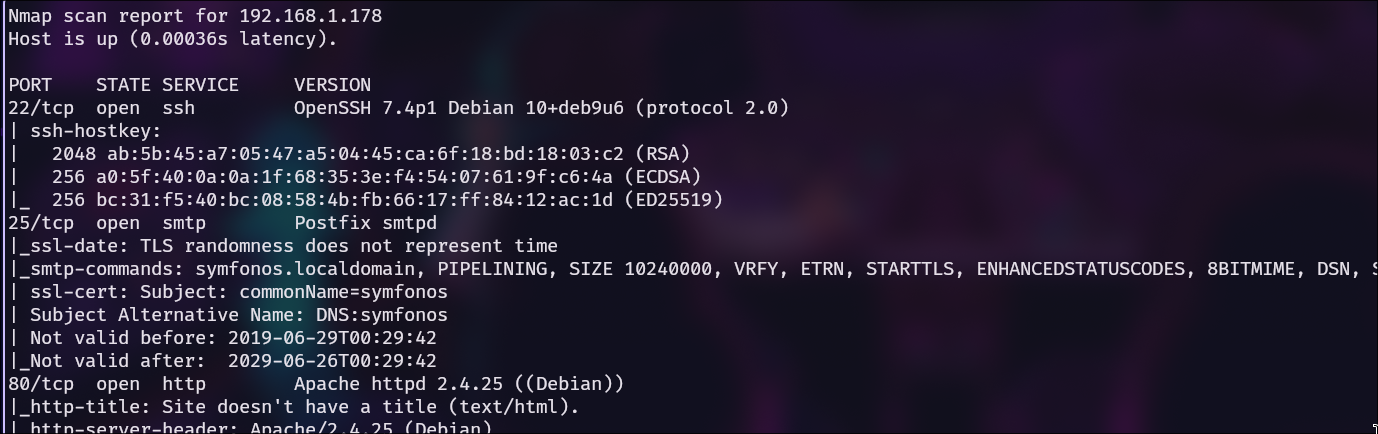 Nmap scan report for 192.168.1.178
Host is up (0.00036s latency).
PORT    STATE SERVICE     VERSION
22/tcp  open  ssh         OpenSSH 7.4p1 Debian 10+deb9u6 (protocol 2.0)
| ssh-hostkey:
|   2048 ab:5b:45:a7:05:47:a5:04:45:ca:6f:18:bd:18:03:c2 (RSA)
|   256 a0:5f:40:0a:0a:1f:68:35:3e:f4:54:07:61:9f:c6:4a (ECDSA)
|_  256 bc:31:f5:40:bc:08:58:4b:fb:66:17:ff:84:12:ac:1d (ED25519)
25/tcp  open  smtp        Postfix smtpd
|_ssl-date: TLS randomness does not represent time
|_smtp-commands: symfonos.localdomain, PIPELINING, SIZE 10240000, VRFY, ETRN, STARTTLS, ENHANCEDSTATUSCODES, 8BITMIME, DSN,
| ssl-cert: Subject: commonName=symfonos
| Subject Alternative Name: DNS:symfonos
| Not valid before: 2019-06-29T00:29:42
|_Not valid after:  2029-06-26T00:29:42
80/tcp  open  http        Apache httpd 2.4.25 ((Debian))
|_http-title: Site doesn't have a title (text/html).
|_http-server-header: Apache/2.4.25 (Debian)